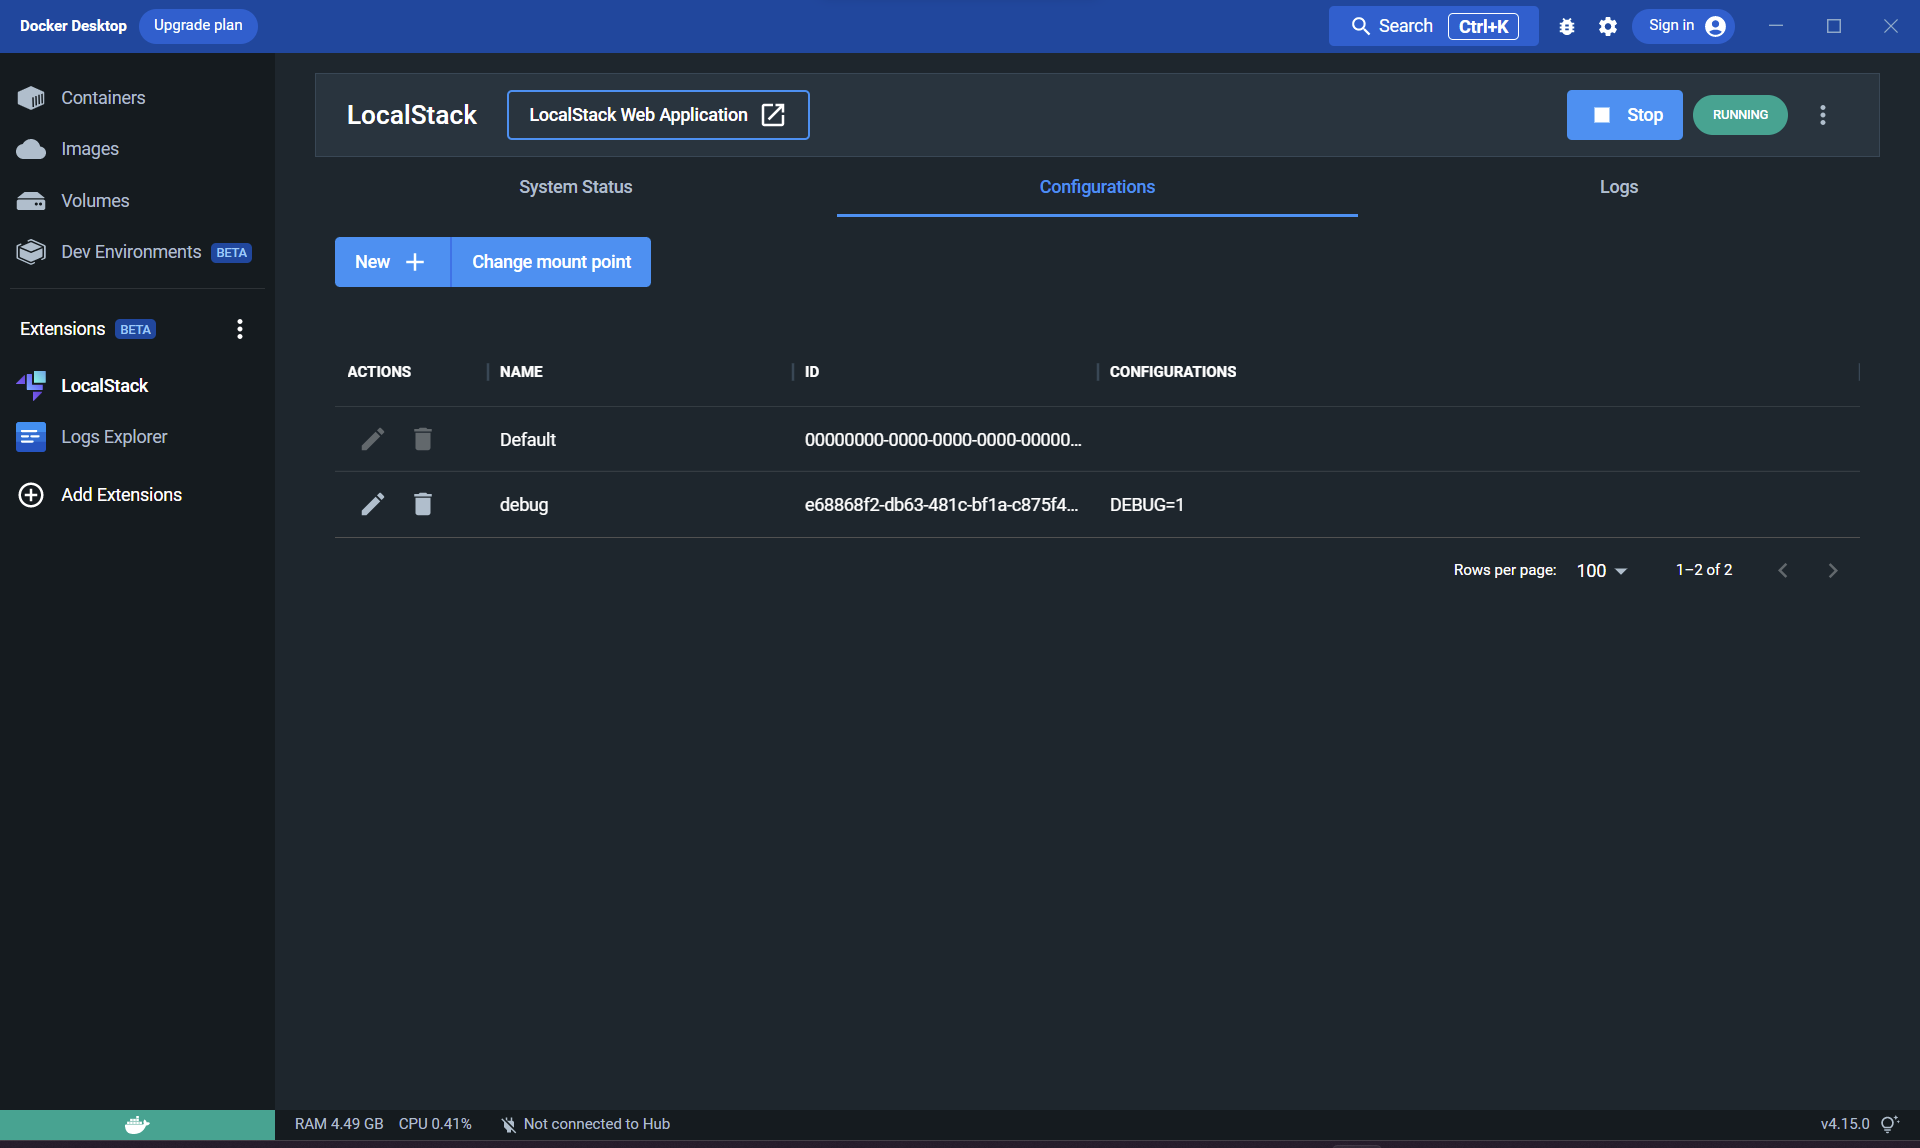 Docker Desktop Upgrade plan Search Ctrl+K Sign in
Containers
Images
Volumes
Dev Environments BETA
Extensions BETA
LocalStack
Logs Explorer
Add Extensions
LocalStack LocalStack Web Application Stop RUNNING
System Status Configurations Logs
New Change mount point
ACTIONS NAME ID CONFIGURATIONS
Default 00000000-0000-0000-0000-00000...
debug e68868f2-db63-481c-bf1a-c875f4... DEBUG=1
Rows per page: 100 1–2 of 2
RAM 4.49 GB CPU 0.41% Not connected to Hub v4.15.0